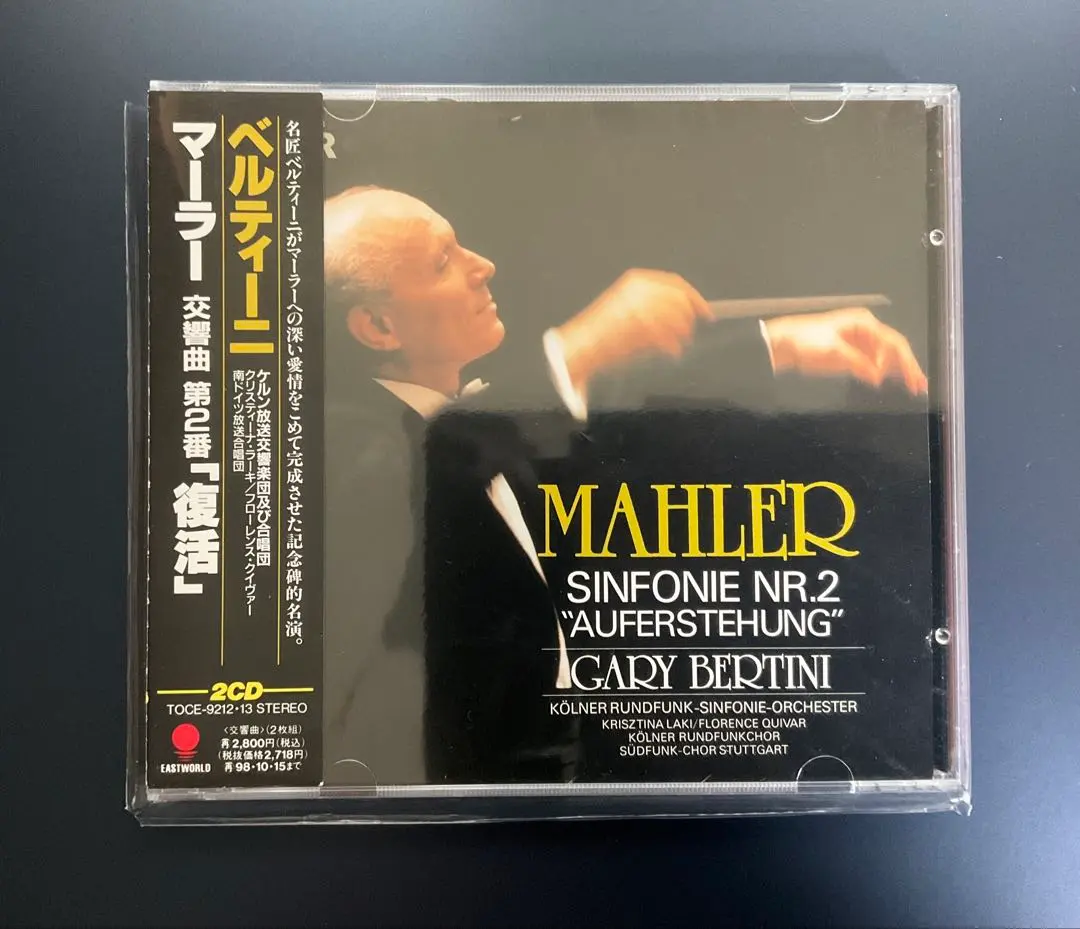 名匠ベルティーニがマーラーへの深い愛情をこめて完成させた記念碑的名演。
ベルティーニ
ケルン放送交響楽団及び合唱団
クリスティーナ・ラーキ/フローレンス・クイヴァー
南ドイツ放送合唱団
マーラー 交響曲 第2番「復活」
2CD
TOCE-9212・13 STEREO
EASTWORLD
〈交響曲〉(2枚組)
再2,800円(税込)
(税抜価格2,718円)
再98・10・15まで
R
MAHLER
SINFONIE NR.2
"AUFERSTEHUNG"
GARY BERTINI
KÖLNER RUNDFUNK-SINFONIE-ORCHESTER
KRISZTINA LAKI/FLORENCE QUIVAR
KÖLNER RUNDFUNKCHOR
SÜDFUNK-CHOR STUTTGART